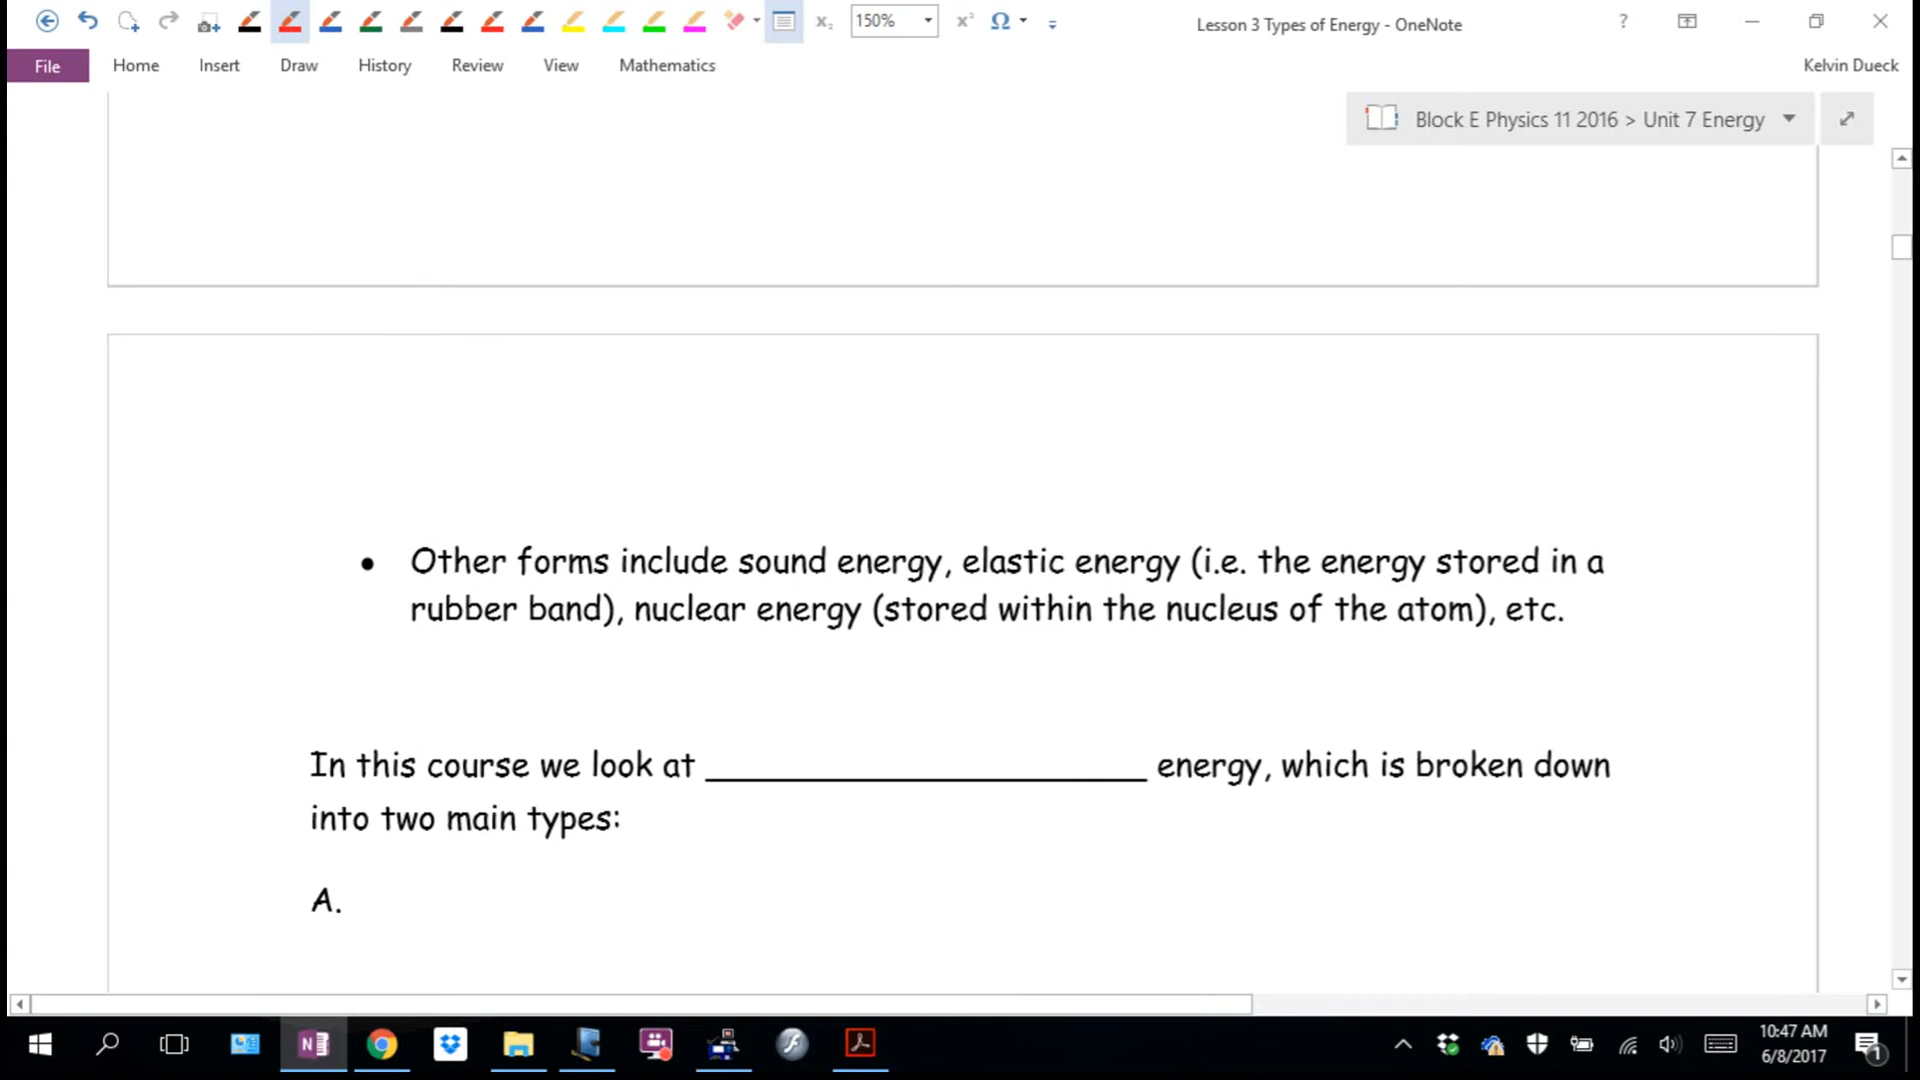 150%
x₂
x²
Ω
Lesson 3 Types of Energy - OneNote
?
File
Home
Insert
Draw
History
Review
View
Mathematics
Kelvin Dueck
Block E Physics 11 2016 > Unit 7 Energy
• Other forms include sound energy, elastic energy (i.e. the energy stored in a
rubber band), nuclear energy (stored within the nucleus of the atom), etc.
In this course we look at ______________________ energy, which is broken down
into two main types:
A.
N
10:47 AM
6/8/2017
1